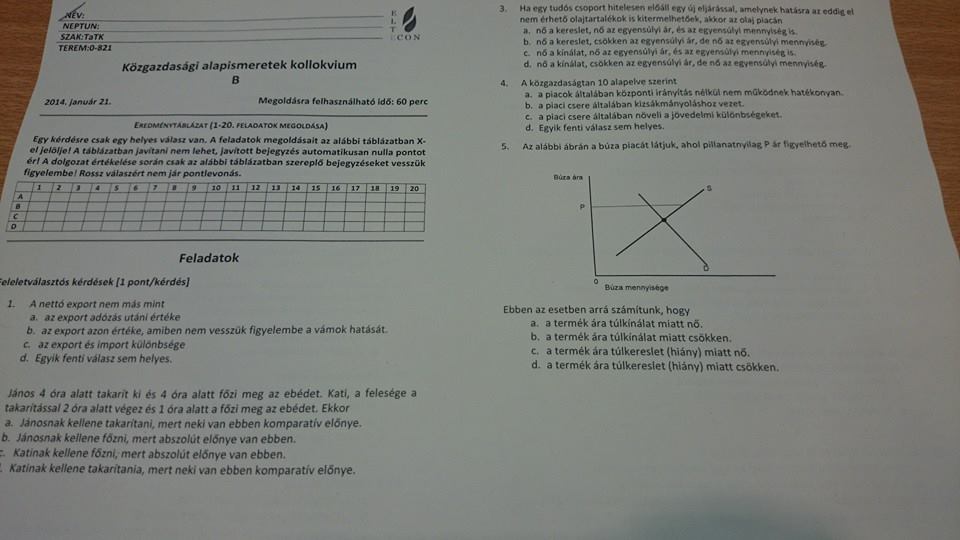 NÉV:
NEPTUN:
SZAK:TaTK
TEREM:0-821
E
L
T
E CON
Közgazdasági alapismeretek kollokvium
B
2014. január 21. Megoldásra felhasználható idő: 60 perc
EREDMÉNYTÁBLÁZAT (1-20. FELADATOK MEGOLDÁSA)
Egy kérdésre csak egy helyes válasz van. A feladatok megoldásait az alábbi táblázatban X-
el jelölje! A táblázatban javítani nem lehet, javított bejegyzés automatikusan nulla pontot
ér! A dolgozat értékelése során csak az alábbi táblázatban szereplő bejegyzéseket vesszük
figyelembe! Rossz válaszért nem jár pontlevonás.
1 2 3 4 5 6 7 8 9 10 11 12 13 14 15 16 17 18 19 20
A
B
C
D
Feladatok
Feleletválasztós kérdések [1 pont/kérdés]
1. A nettó export nem más mint
a. az export adózás utáni értéke
b. az export azon értéke, amiben nem vesszük figyelembe a vámok hatását.
c. az export és import különbsége
d. Egyik fenti válasz sem helyes.
János 4 óra alatt takarít ki és 4 óra alatt főzi meg az ebédet. Kati, a felesége a
takarítással 2 óra alatt végez és 1 óra alatt a főzi meg az ebédet. Ekkor
a. Jánosnak kellene takarítani, mert neki van ebben komparatív előnye.
b. Jánosnak kellene főzni, mert abszolút előnye van ebben.
c. Katinak kellene főzni, mert abszolút előnye van ebben.
. Katinak kellene takarítania, mert neki van ebben komparatív előnye.
3. Ha egy tudós csoport hitelesen előáll egy új eljárással, amelynek hatásra az eddig el
nem érhető olajtartalékok is kitermelhetőek, akkor az olaj piacán
a. nő a kereslet, nő az egyensúlyi ár, és az egyensúlyi mennyiség is.
b. nő a kereslet, csökken az egyensúlyi ár, de nő az egyensúlyi mennyiség.
c. nő a kínálat, nő az egyensúlyi ár, és az egyensúlyi mennyiség is.
d. nő a kínálat, csökken az egyensúlyi ár, de nő az egyensúlyi mennyiség.
4. A közgazdaságtan 10 alapelve szerint
a. a piacok általában központi irányítás nélkül nem működnek hatékonyan.
b. a piaci csere általában kizsákmányoláshoz vezet.
c. a piaci csere általában növeli a jövedelmi különbségeket.
d. Egyik fenti válasz sem helyes.
5. Az alábbi ábrán a búza piacát látjuk, ahol pillanatnyilag P ár figyelhető meg.
Búza ára
S
P
D
0
Búza mennyisége
Ebben az esetben arrá számítunk, hogy
a. a termék ára túlkínálat miatt nő.
b. a termék ára túlkínálat miatt csökken.
c. a termék ára túlkereslet (hiány) miatt nő.
d. a termék ára túlkereslet (hiány) miatt csökken.